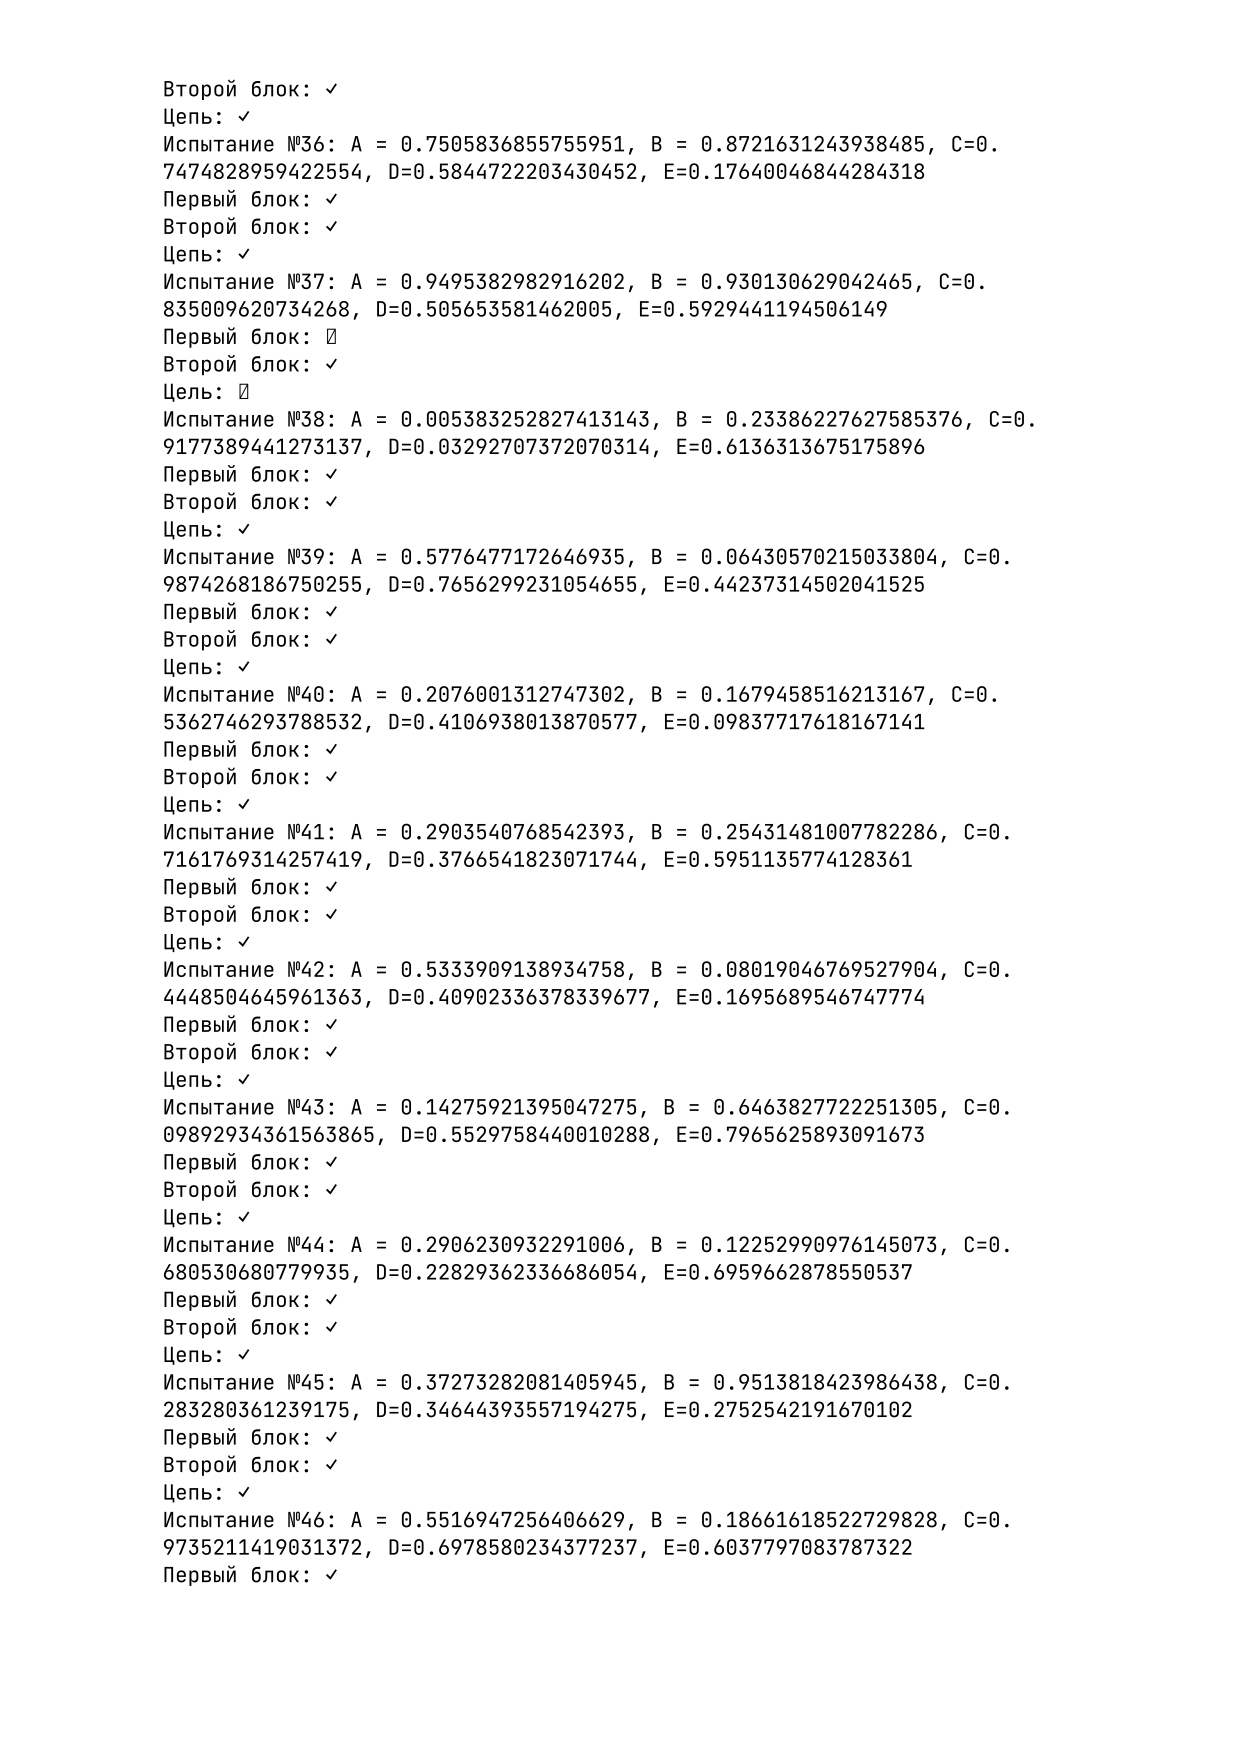 Второй блок: ✓
Цепь: ✓
Испытание №36: A = 0.7505836855755951, B = 0.8721631243938485, C=0.
7474828959422554, D=0.5844722203430452, E=0.17640046844284318
Первый блок: ✓
Второй блок: ✓
Цепь: ✓
Испытание №37: A = 0.9495382982916202, B = 0.930130629042465, C=0.
835009620734268, D=0.505653581462005, E=0.5929441194506149
Первый блок: 〿
Второй блок: ✓
Цель: 〿
Испытание №38: A = 0.005383252827413143, B = 0.23386227627585376, C=0.
9177389441273137, D=0.03292707372070314, E=0.6136313675175896
Первый блок: ✓
Второй блок: ✓
Цепь: ✓
Испытание №39: A = 0.5776477172646935, B = 0.06430570215033804, C=0.
9874268186750255, D=0.7656299231054655, E=0.44237314502041525
Первый блок: ✓
Второй блок: ✓
Цепь: ✓
Испытание №40: A = 0.2076001312747302, B = 0.1679458516213167, C=0.
5362746293788532, D=0.4106938013870577, E=0.09837717618167141
Первый блок: ✓
Второй блок: ✓
Цепь: ✓
Испытание №41: A = 0.2903540768542393, B = 0.25431481007782286, C=0.
7161769314257419, D=0.3766541823071744, E=0.5951135774128361
Первый блок: ✓
Второй блок: ✓
Цепь: ✓
Испытание №42: A = 0.5333909138934758, B = 0.08019046769527904, C=0.
4448504645961363, D=0.40902336378339677, E=0.1695689546747774
Первый блок: ✓
Второй блок: ✓
Цепь: ✓
Испытание №43: A = 0.14275921395047275, B = 0.6463827722251305, C=0.
09892934361563865, D=0.5529758440010288, E=0.7965625893091673
Первый блок: ✓
Второй блок: ✓
Цепь: ✓
Испытание №44: A = 0.2906230932291006, B = 0.12252990976145073, C=0.
680530680779935, D=0.22829362336686054, E=0.6959662878550537
Первый блок: ✓
Второй блок: ✓
Цепь: ✓
Испытание №45: A = 0.37273282081405945, B = 0.9513818423986438, C=0.
283280361239175, D=0.34644393557194275, E=0.2752542191670102
Первый блок: ✓
Второй блок: ✓
Цепь: ✓
Испытание №46: A = 0.5516947256406629, B = 0.18661618522729828, C=0.
9735211419031372, D=0.6978580234377237, E=0.6037797083787322
Первый блок: ✓